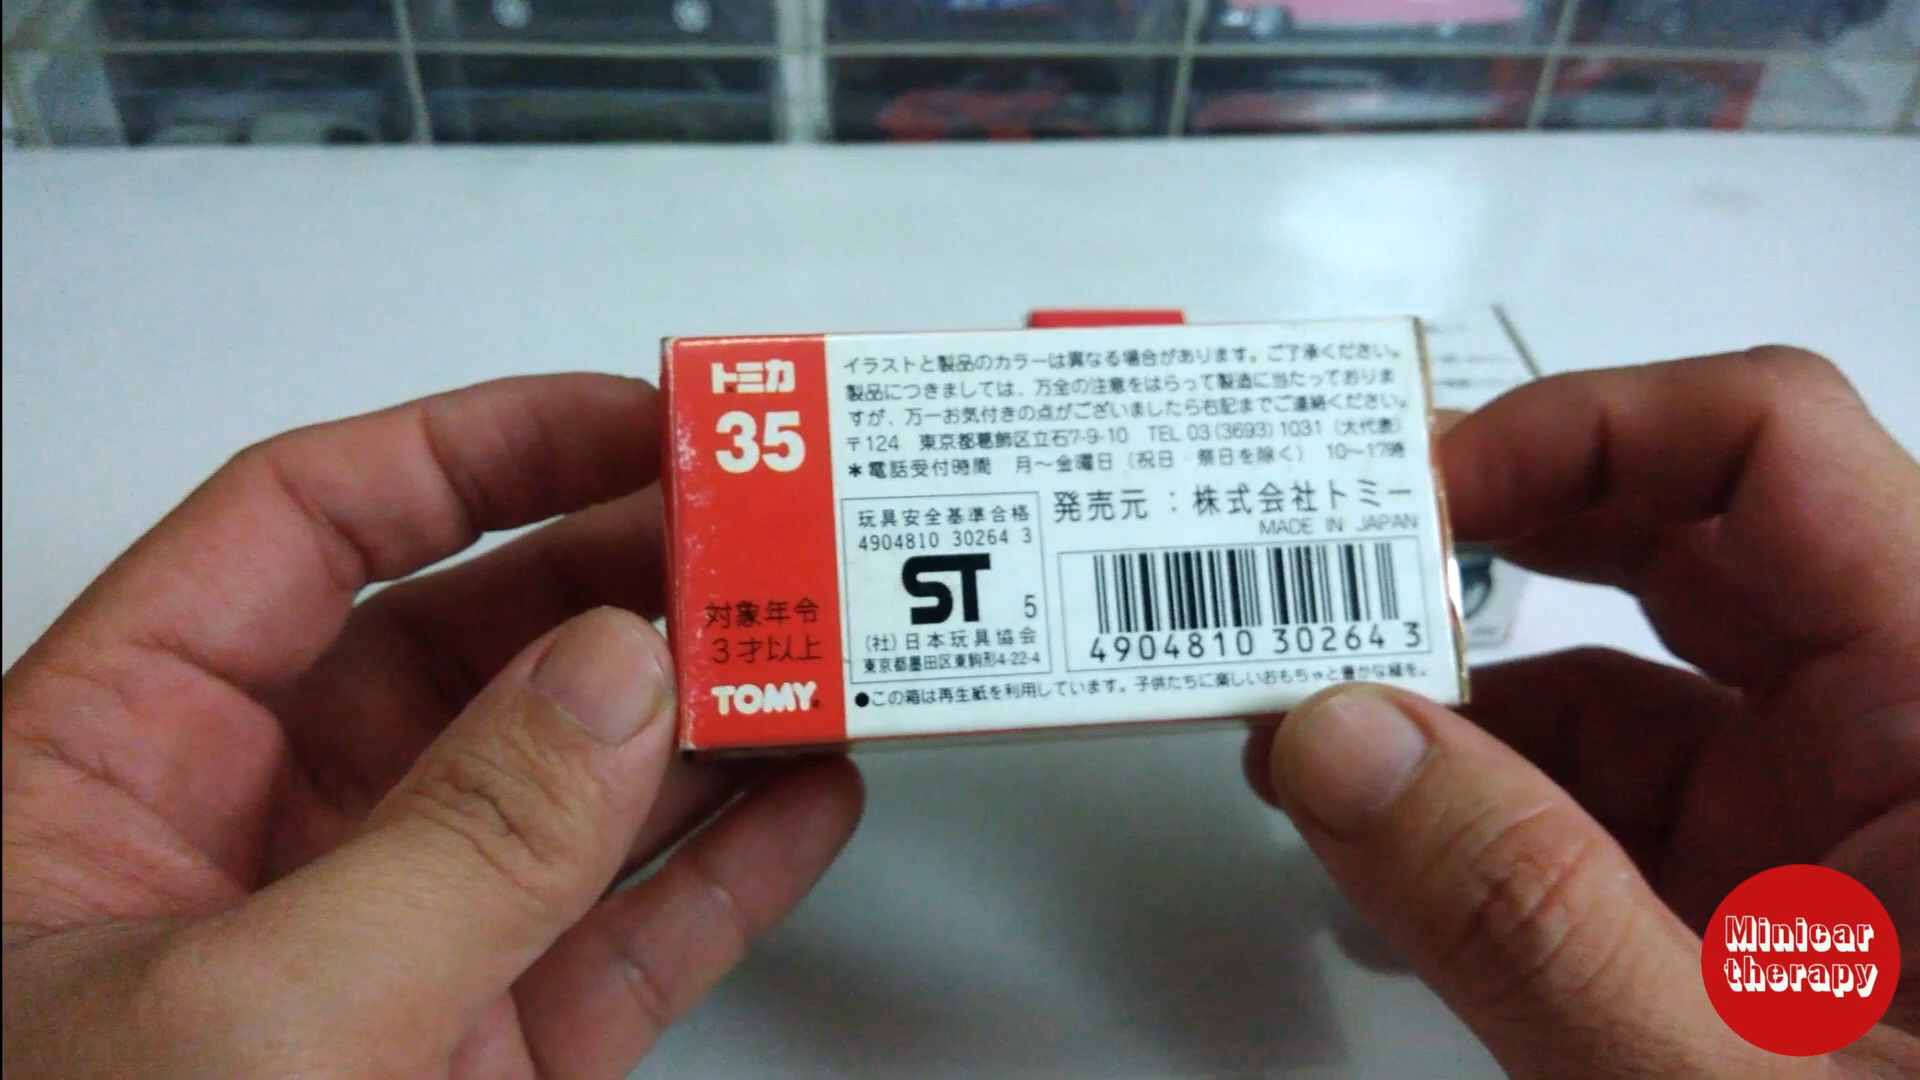 トミカ
35
対象年令
3才以上
TOMY
イラストと製品のカラーは異なる場合があります。ご了承ください。
製品につきましては、万全の注意をはらって製造に当たっておりま
すが、万一お気付きの点がございましたら右記までご連絡ください。
〒124 東京都葛飾区立石7-9-10 TEL 03(3693)1031(大代表)
*電話受付時間 月〜金曜日(祝日・祭日を除く) 10〜17時
玩具安全基準合格
4904810 30264 3
ST 5
(社)日本玩具協会
東京都墨田区東駒形4-22-4
発売元:株式会社トミー
MADE IN JAPAN
4904810 302643
●この箱は再生紙を利用しています。子供たちに楽しいおもちゃと豊かな緑を。
Minicar
therapy